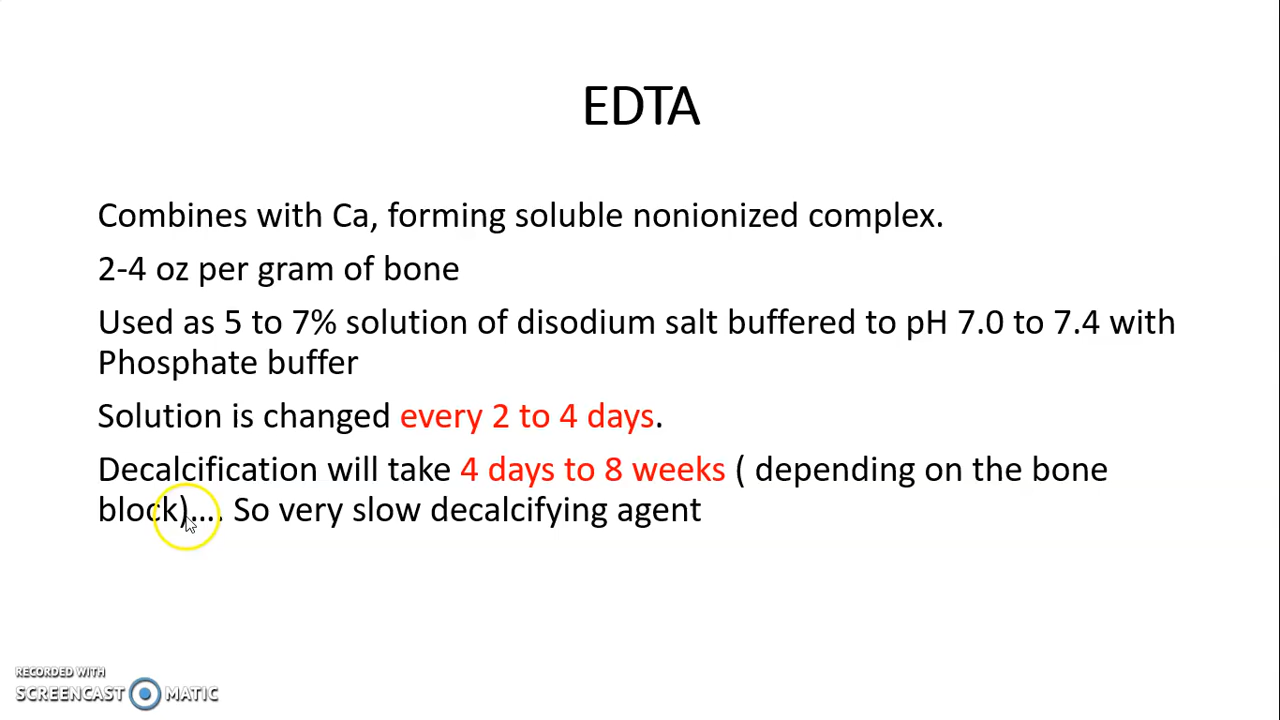 EDTA
Combines with Ca, forming soluble nonionized complex.
2-4 oz per gram of bone
Used as 5 to 7% solution of disodium salt buffered to pH 7.0 to 7.4 with
Phosphate buffer
Solution is changed every 2 to 4 days.
Decalcification will take 4 days to 8 weeks ( depending on the bone
block)…. So very slow decalcifying agent
RECORDED WITH
SCREENCAST MATIC